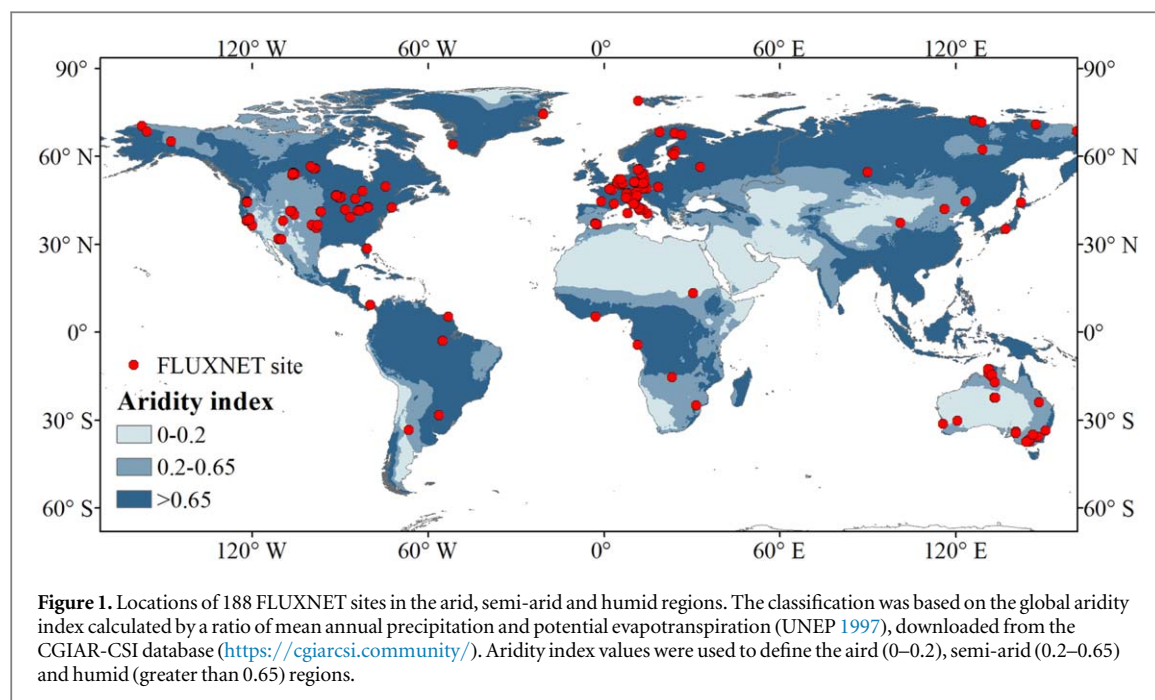 120° W 60° W 0° 60° E 120° E
90° 90°
60° N 60° N
30° N 30° N
0° 0°
30° S 30° S
60° S 60° S
FLUXNET site
Aridity index
0-0.2
0.2-0.65
>0.65
120° W 60° W 0° 60° E 120° E
Figure 1. Locations of 188 FLUXNET sites in the arid, semi-arid and humid regions. The classification was based on the global aridity
index calculated by a ratio of mean annual precipitation and potential evapotranspiration (UNEP 1997), downloaded from the
CGIAR-CSI database (https://cgiarcsi.community/). Aridity index values were used to define the aird (0–0.2), semi-arid (0.2–0.65)
and humid (greater than 0.65) regions.